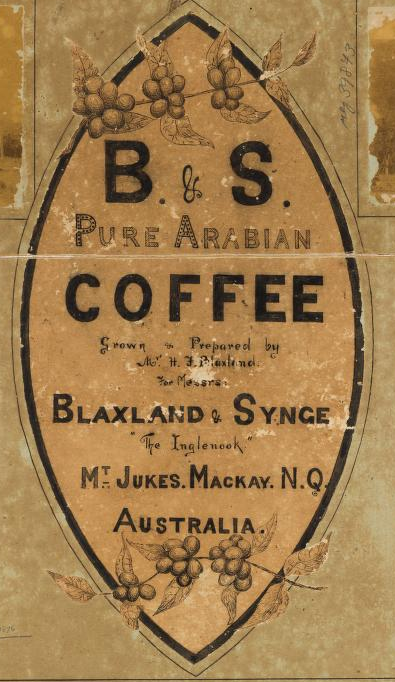 B. & S.
PURE ARABIAN
COFFEE
Grown & Prepared by
Mr. H. J. Blaxland.
For Messrs:
BLAXLAND & SYNGE
"The Inglenook."
MT. JUKES. MACKAY. N.Q.
AUSTRALIA.